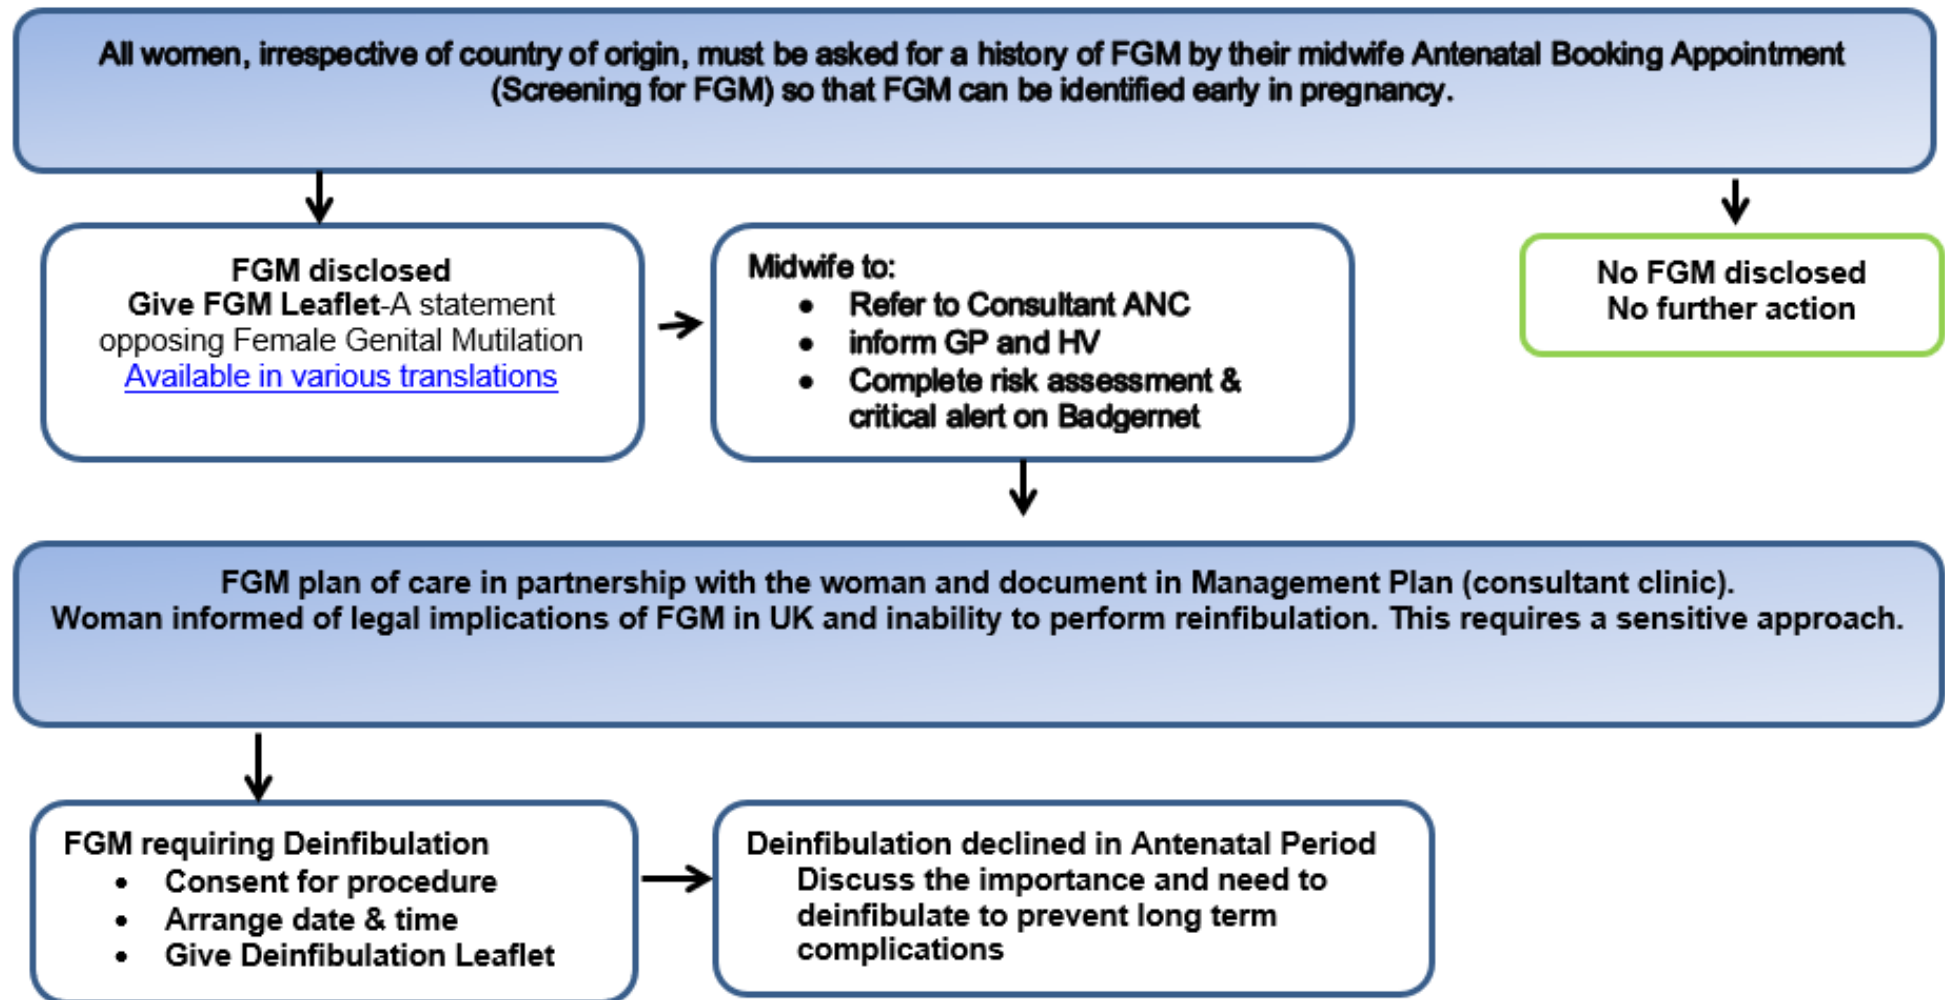 All women, irrespective of country of origin, must be asked for a history of FGM by their midwife Antenatal Booking Appointment
(Screening for FGM) so that FGM can be identified early in pregnancy.
FGM disclosed
Give FGM Leaflet-A statement
opposing Female Genital Mutilation
Available in various translations
Midwife to:
• Refer to Consultant ANC
• inform GP and HV
• Complete risk assessment &
critical alert on Badgernet
No FGM disclosed
No further action
FGM plan of care in partnership with the woman and document in Management Plan (consultant clinic).
Woman informed of legal implications of FGM in UK and inability to perform reinfibulation. This requires a sensitive approach.
FGM requiring Deinfibulation
• Consent for procedure
• Arrange date & time
• Give Deinfibulation Leaflet
Deinfibulation declined in Antenatal Period
Discuss the importance and need to
deinfibulate to prevent long term
complications